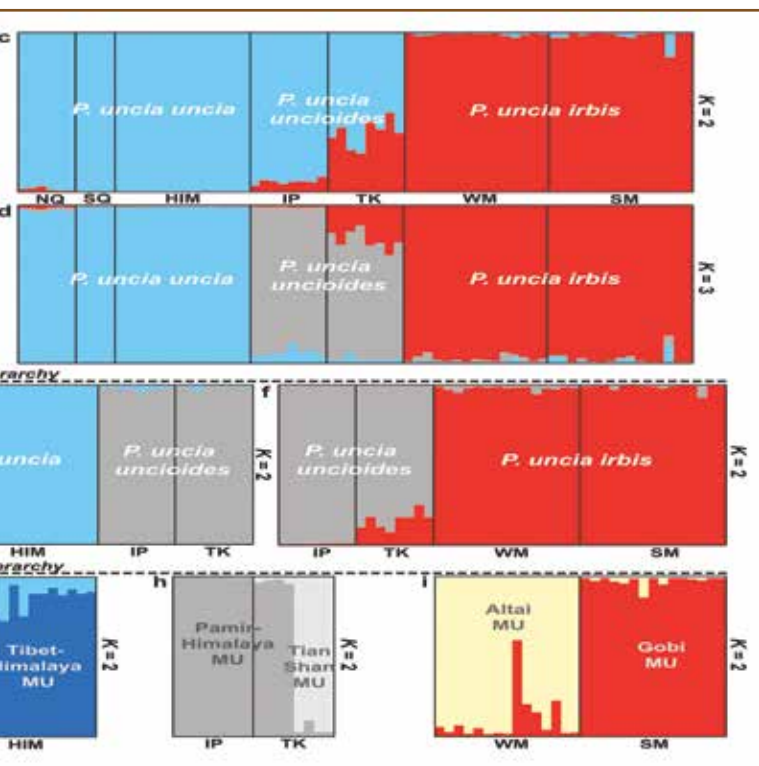 c
P. uncia uncia
P. uncia
uncioides
P. uncia irbis
K = 2
NQ SQ HIM IP TK WM SM
d
P. uncia uncia
P. uncia
uncioides
P. uncia irbis
K = 3
rarchy
uncia
P. uncia
uncioides
K = 2
HIM IP TK
f
P. uncia
uncioides
P. uncia irbis
K = 2
IP TK WM SM
erarchy
Tibet-
Himalaya
MU
K = 2
HIM
h
Pamir-
Himalaya
MU
Tian
Shan
MU
K = 2
IP TK
i
Altai
MU
Gobi
MU
K = 2
WM SM